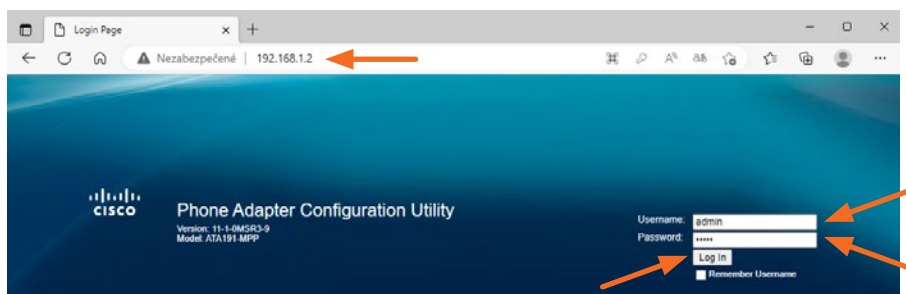 Login Page
Nezabezpečené | 192.168.1.2
CISCO
Phone Adapter Configuration Utility
Version: 11-1-0MSR3-9
Model: ATA191-MPP
Username: admin
Password: •••••
Log In
Remember Username